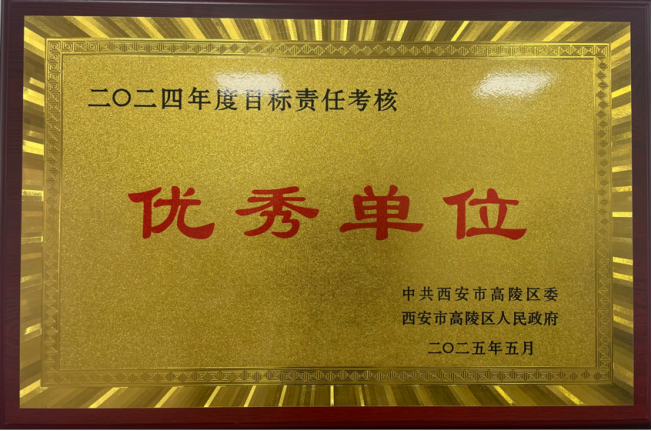 二〇二四年度目标责任考核
优秀单位
中共西安市高陵区委
西安市高陵区人民政府
二〇二五年五月